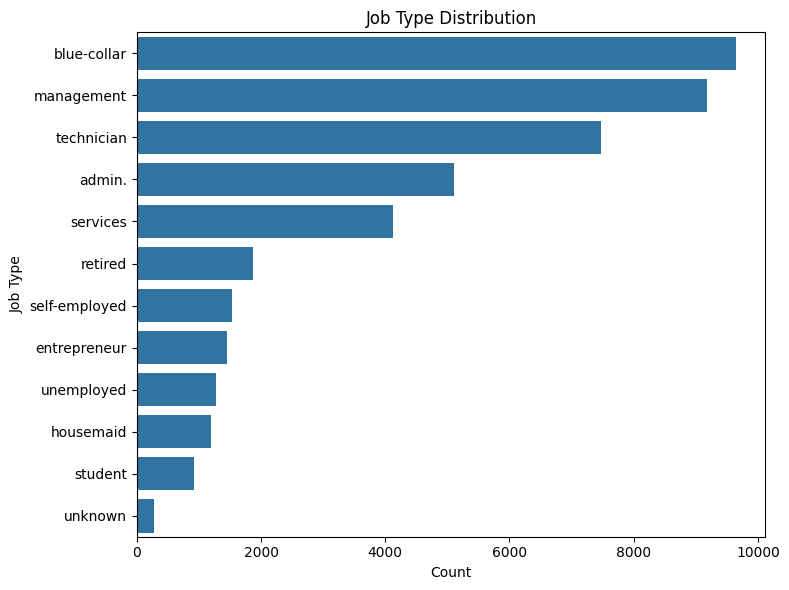 Job Type Distribution
blue-collar
management
technician
admin.
services
retired
self-employed
entrepreneur
unemployed
housemaid
student
unknown
Job Type
0 2000 4000 6000 8000 10000
Count